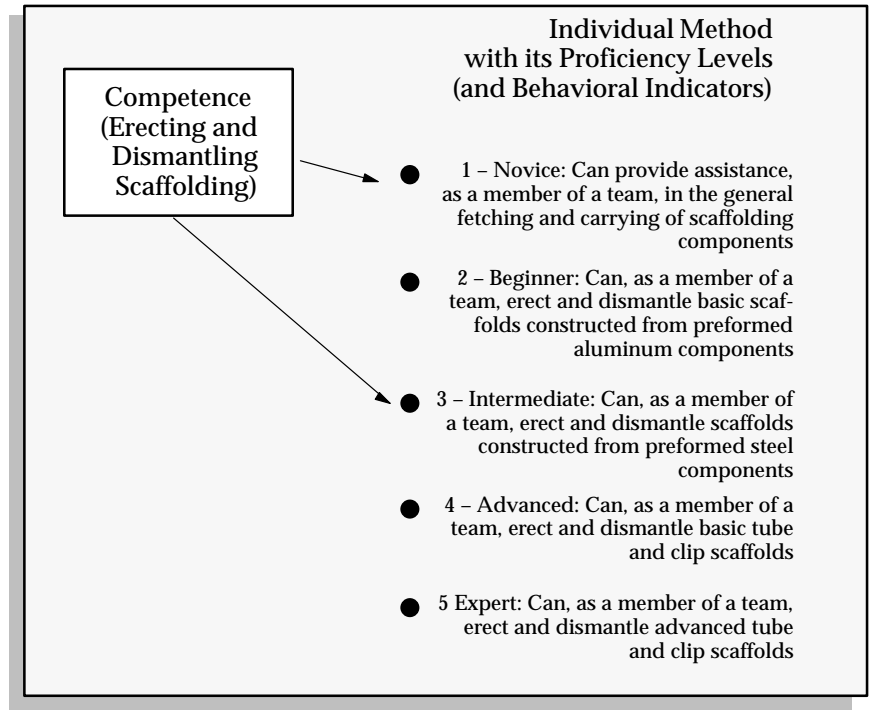 Individual Method
with its Proficiency Levels
(and Behavioral Indicators)
Competence
(Erecting and
Dismantling
Scaffolding)
1 – Novice: Can provide assistance,
as a member of a team, in the general
fetching and carrying of scaffolding
components
2 – Beginner: Can, as a member of a
team, erect and dismantle basic scaf-
folds constructed from preformed
aluminum components
3 – Intermediate: Can, as a member of
a team, erect and dismantle scaffolds
constructed from preformed steel
components
4 – Advanced: Can, as a member of a
team, erect and dismantle basic tube
and clip scaffolds
5 Expert: Can, as a member of a team,
erect and dismantle advanced tube
and clip scaffolds